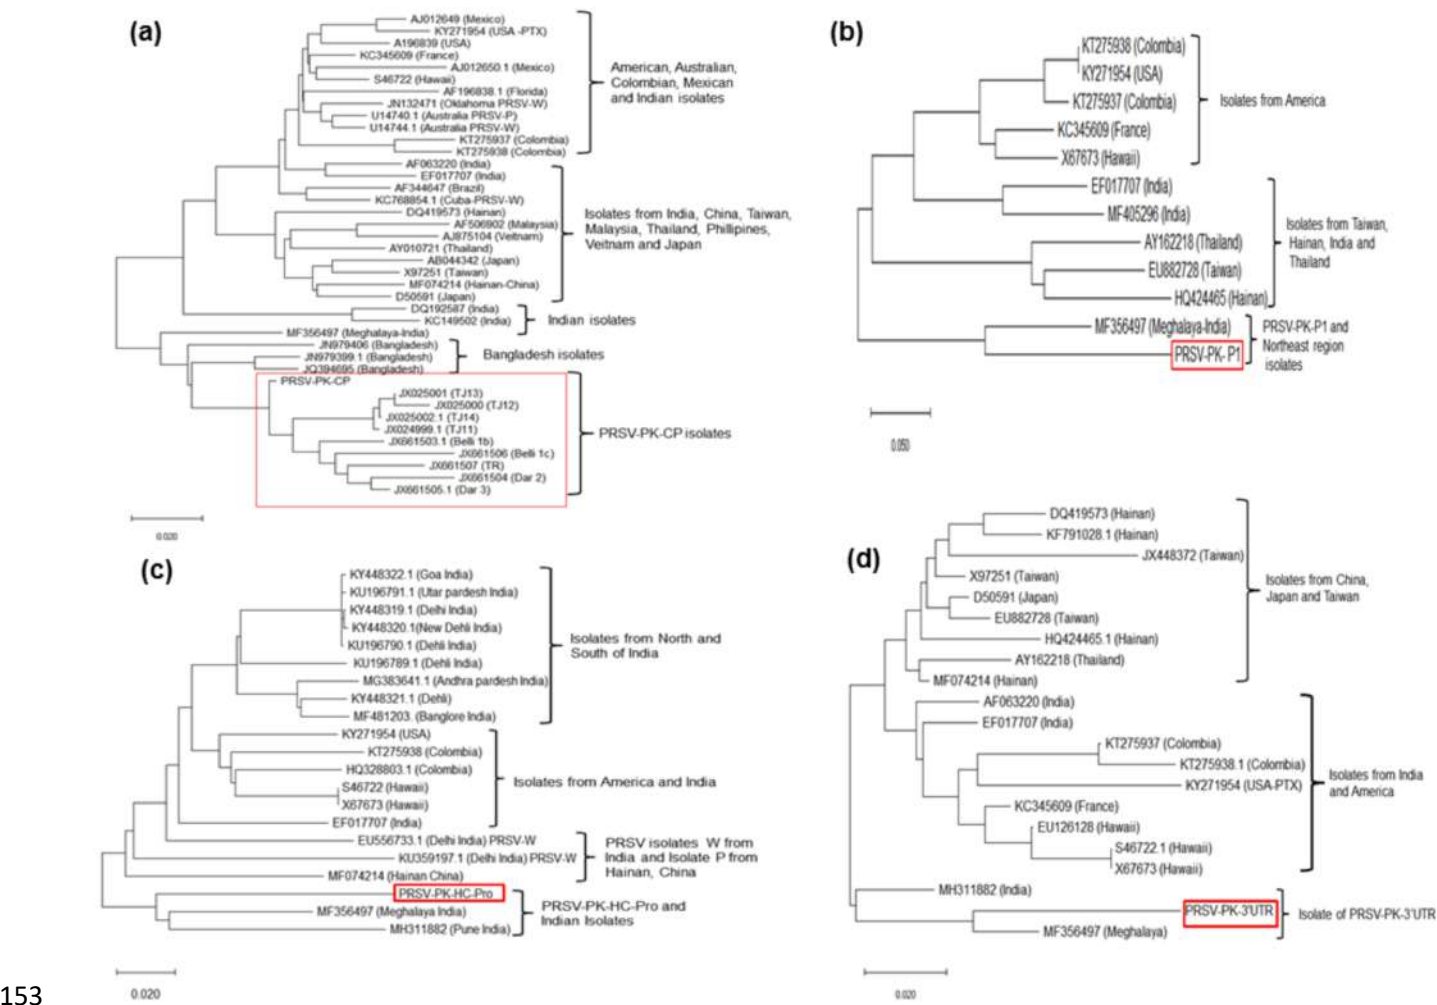 (a)
AJ012649 (Mexico)
KY271954 (USA -PTX)
A196839 (USA)
KC345609 (France)
AJ012650.1 (Mexico)
S46722 (Hawaii)
AF196838.1 (Florida)
JN132471 (Oklahoma PRSV-W)
U14740.1 (Australia PRSV-P)
U14744.1 (Australia PRSV-W)
KT275937 (Colombia)
KT275938 (Colombia)
American, Australian,
Colombian, Mexican
and Indian isolates
AF063220 (India)
EF017707 (India)
AF344647 (Brazil)
KC768854.1 (Cuba-PRSV-W)
DQ419573 (Hainan)
AF506902 (Malaysia)
AJ875104 (Veitnam)
AY010721 (Thailand)
AB044342 (Japan)
X97251 (Taiwan)
MF074214 (Hainan-China)
D50591 (Japan)
Isolates from India, China, Taiwan,
Malaysia, Thailand, Phillipines,
Veitnam and Japan
DQ192587 (India)
KC149502 (India)
Indian isolates
MF356497 (Meghalaya-India)
JN979406 (Bangladesh)
JN979399.1 (Bangladesh)
JQ394695 (Bangladesh)
Bangladesh isolates
PRSV-PK-CP
JX025001 (TJ13)
JX025000 (TJ12)
JX025002.1 (TJ14)
JX024999.1 (TJ11)
JX661503.1 (Belli 1b)
JX661506 (Belli 1c)
JX661507 (TR)
JX661504 (Dar 2)
JX661505.1 (Dar 3)
PRSV-PK-CP isolates
0.020
(b)
KT275938 (Colombia)
KY271954 (USA)
KT275937 (Colombia)
KC345609 (France)
X67673 (Hawaii)
Isolates from America
EF017707 (India)
MF405296 (India)
AY162218 (Thailand)
EU882728 (Taiwan)
HQ424465 (Hainan)
Isolates from Taiwan,
Hainan, India and
Thailand
MF356497 (Meghalaya-India)
PRSV-PK- P1
PRSV-PK-P1 and
Northeast region
isolates
0.050
(c)
KY448322.1 (Goa India)
KU196791.1 (Utar pardesh India)
KY448319.1 (Delhi India)
KY448320.1(New Dehli India)
KU196790.1 (Dehli India)
KU196789.1 (Dehli India)
MG383641.1 (Andhra pardesh India)
KY448321.1 (Dehli)
MF481203. (Banglore India)
Isolates from North and
South of India
KY271954 (USA)
KT275938 (Colombia)
HQ328803.1 (Colombia)
S46722 (Hawaii)
X67673 (Hawaii)
EF017707 (India)
Isolates from America and India
EU556733.1 (Delhi India) PRSV-W
KU359197.1 (Delhi India) PRSV-W
MF074214 (Hainan China)
PRSV isolates W from
India and Isolate P from
Hainan, China
PRSV-PK-HC-Pro
MF356497 (Meghalaya India)
MH311882 (Pune India)
PRSV-PK-HC-Pro and
Indian Isolates
0.020
(d)
DQ419573 (Hainan)
KF791028.1 (Hainan)
JX448372 (Taiwan)
X97251 (Taiwan)
D50591 (Japan)
EU882728 (Taiwan)
HQ424465.1 (Hainan)
AY162218 (Thailand)
MF074214 (Hainan)
Isolates from China,
Japan and Taiwan
AF063220 (India)
EF017707 (India)
KT275937 (Colombia)
KT275938.1 (Colombia)
KY271954 (USA-PTX)
KC345609 (France)
EU126128 (Hawaii)
S46722.1 (Hawaii)
X67673 (Hawaii)
Isolates from India
and America
MH311882 (India)
PRSV-PK-3'UTR
MF356497 (Meghalaya)
Isolate of PRSV-PK-3'UTR
0.020
153